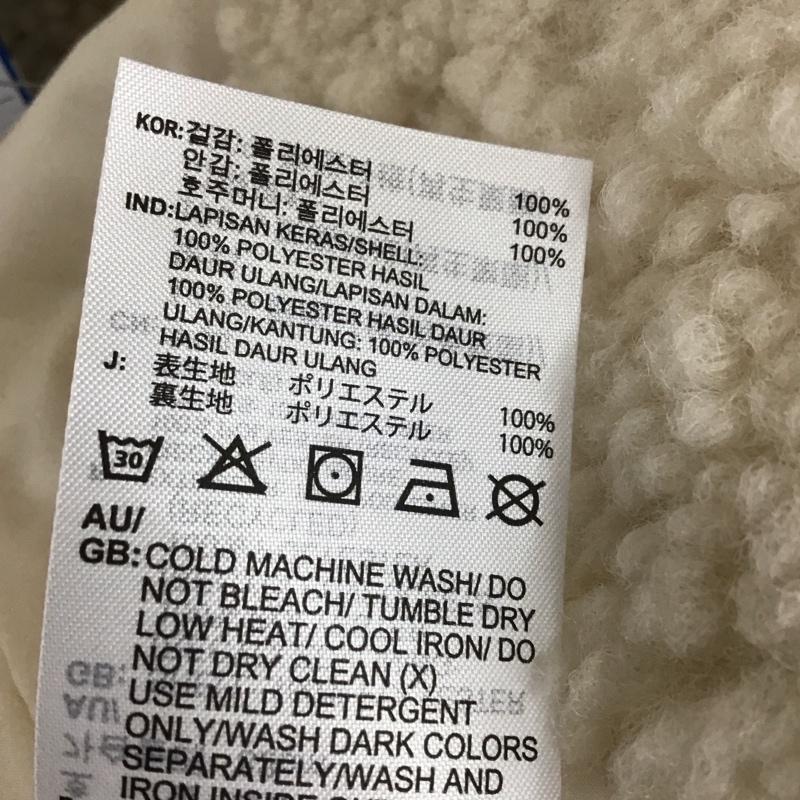 KOR:겉감: 폴리에스터 100%
안감: 폴리에스터 100%
호주머니: 폴리에스터 100%
IND:LAPISAN KERAS/SHELL:
100% POLYESTER HASIL
DAUR ULANG/LAPISAN DALAM:
100% POLYESTER HASIL DAUR
ULANG/KANTUNG: 100% POLYESTER
HASIL DAUR ULANG
J: 表生地 ポリエステル 100%
裏生地 ポリエステル 100%
30
AU/
GB:COLD MACHINE WASH/ DO
NOT BLEACH/ TUMBLE DRY
LOW HEAT/ COOL IRON/ DO
NOT DRY CLEAN (X)
USE MILD DETERGENT
ONLY/WASH DARK COLORS
SEPARATELY/WASH AND
IRON INSIDE